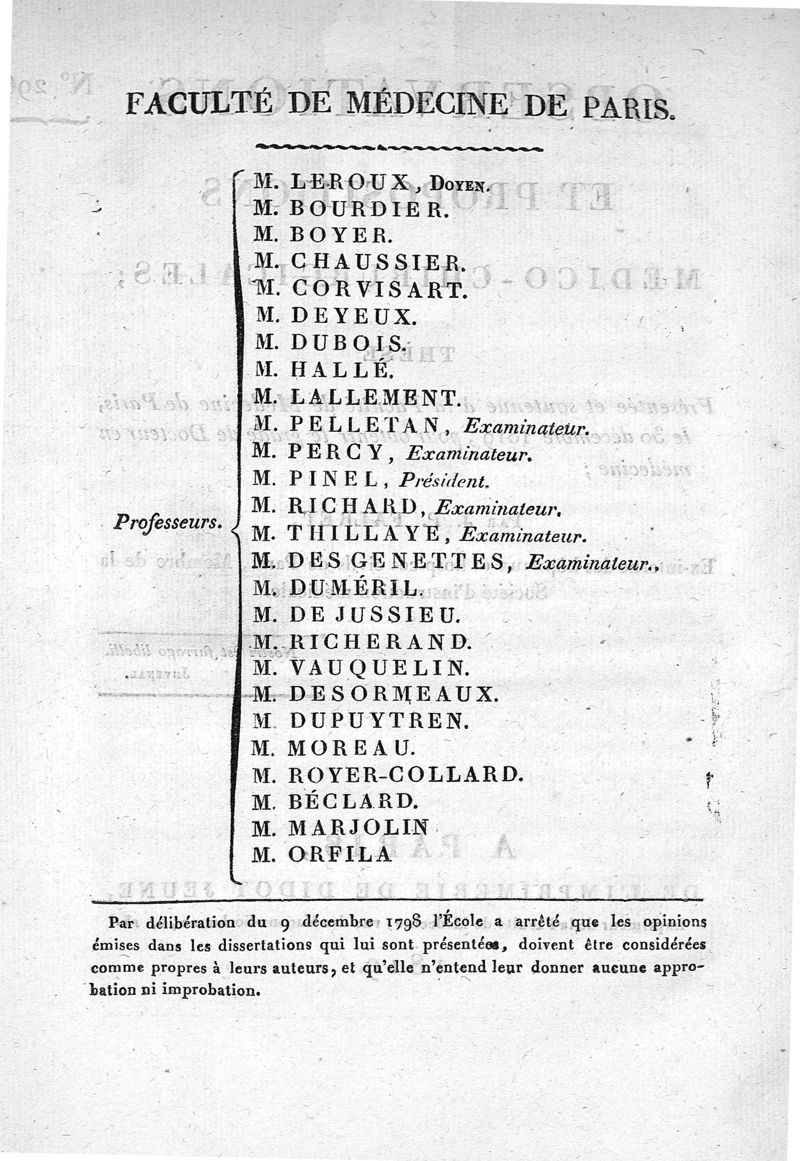 FACULTÉ DE MÉDECINE DE PARIS.
M. LEROUX, DOYEN.
M. BOURDIER.
M. BOYER.
M. CHAUSSIER.
M. CORVISART.
M. DEYEUX.
M. DUBOIS.
M. HALLÉ.
M. LALLEMENT.
M. PELLETAN, Examinateur.
M. PERCY, Examinateur.
M. PINEL, Président.
M. RICHARD, Examinateur.
Professeurs.
M. THILLAYE, Examinateur.
M. DES GENETTES, Examinateur.,
M. DUMÉRIL.
M. DE JUSSIEU.
M. RICHERAND.
M. VAUQUELIN.
M. DESORMEAUX.
M. DUPUYTREN.
M. MOREAU.
M. ROYER-COLLARD.
M. BÉCLARD.
M. MARJOLIN
M. ORFILA
Par délibération du 9 décembre 1798 l'École a arrêté que les opinions
émises dans les dissertations qui lui sont présentées, doivent être considérées
comme propres à leurs auteurs, et qu'elle n'entend leur donner aucune appro-
bation ni improbation.